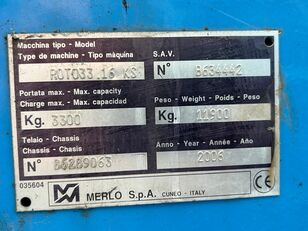 Macchina tipo - Model
Type de machine - Tipo màquina
ROTO33.16 KS
S.A.V.
N° 8634442
Portata max. - Max. capacity
Charge max. - Max. capacidad
Kg. 3300
Peso - Weight - Poids - Peso
Kg. 11900
Telaio - Chassis
Chassis - Chasis
N° B6289063
Anno - Year - Année - Año
2006
035604
MERLO S.p.A. CUNEO - ITALY
CE